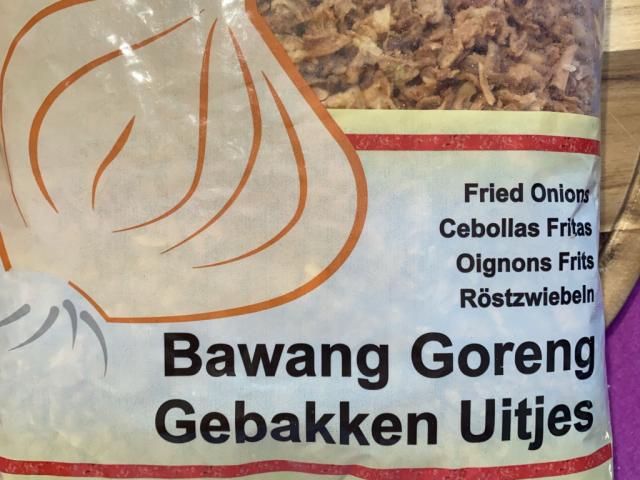 Fried Onions
Cebollas Fritas
Oignons Frits
Röstzwiebeln
Bawang Goreng
Gebakken Uitjes